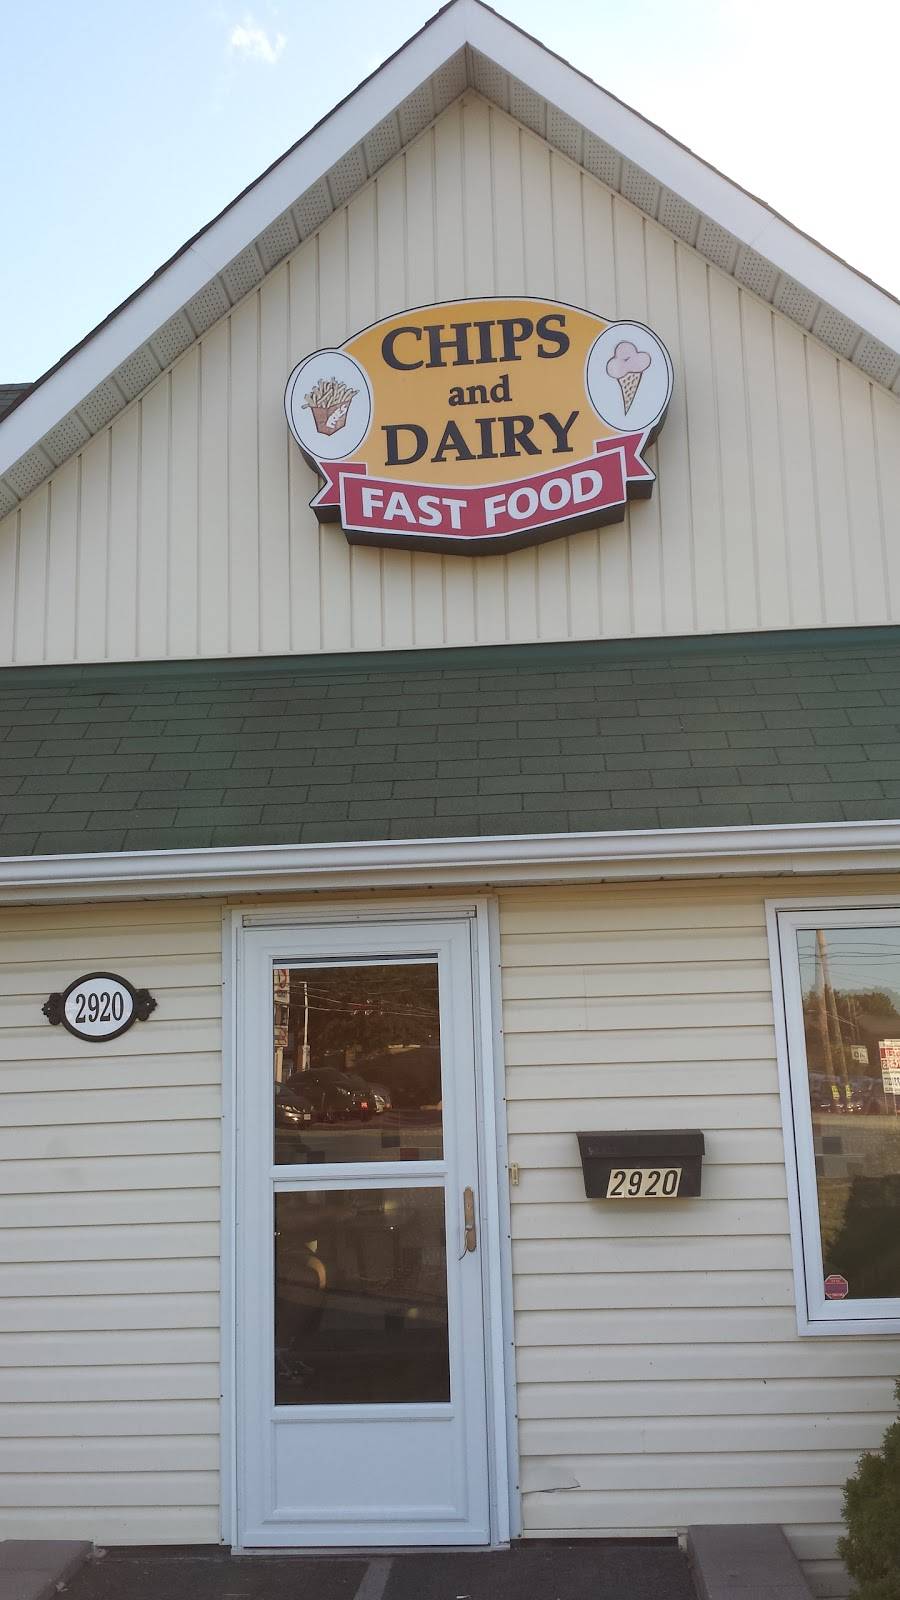 CHIPS
and
DAIRY
FAST FOOD
2920
2920